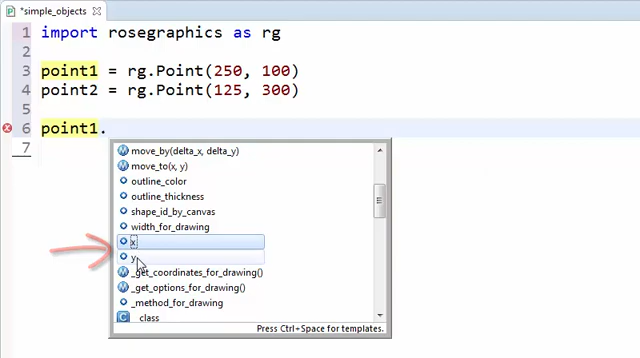 *simple_objects
1 import rosegraphics as rg
2
3 point1 = rg.Point(250, 100)
4 point2 = rg.Point(125, 300)
5
6 point1.
7
move_by(delta_x, delta_y)
move_to(x, y)
outline_color
outline_thickness
shape_id_by_canvas
width_for_drawing
x
y
_get_coordinates_for_drawing()
_get_options_for_drawing()
_method_for_drawing
__class__
Press Ctrl+Space for templates.